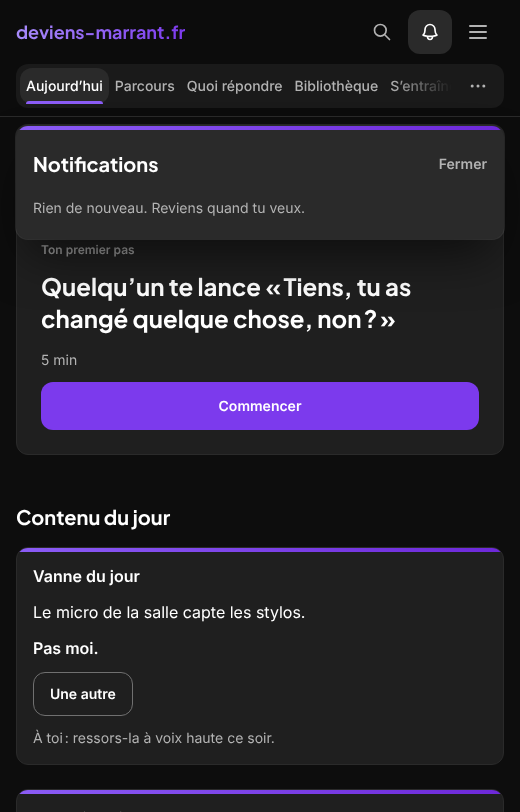 deviens-marrant.fr
Aujourd’hui Parcours Quoi répondre Bibliothèque S’entraîn
Notifications
Fermer
Rien de nouveau. Reviens quand tu veux.
Ton premier pas
Quelqu’un te lance « Tiens, tu as
changé quelque chose, non ? »
5 min
Commencer
Contenu du jour
Vanne du jour
Le micro de la salle capte les stylos.
Pas moi.
Une autre
À toi : ressors-la à voix haute ce soir.